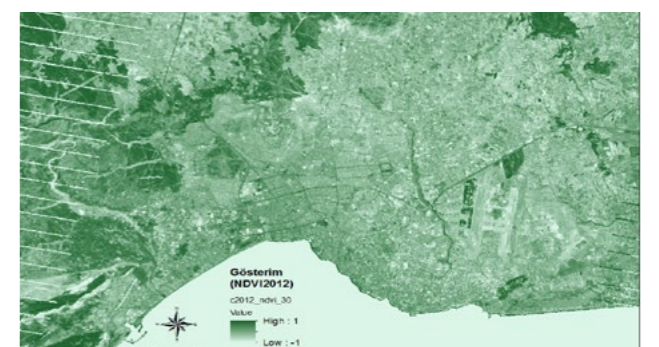 Gösterim
(NDVI2012)
c2012_ndvi_30
Value
High : 1
Low : -1